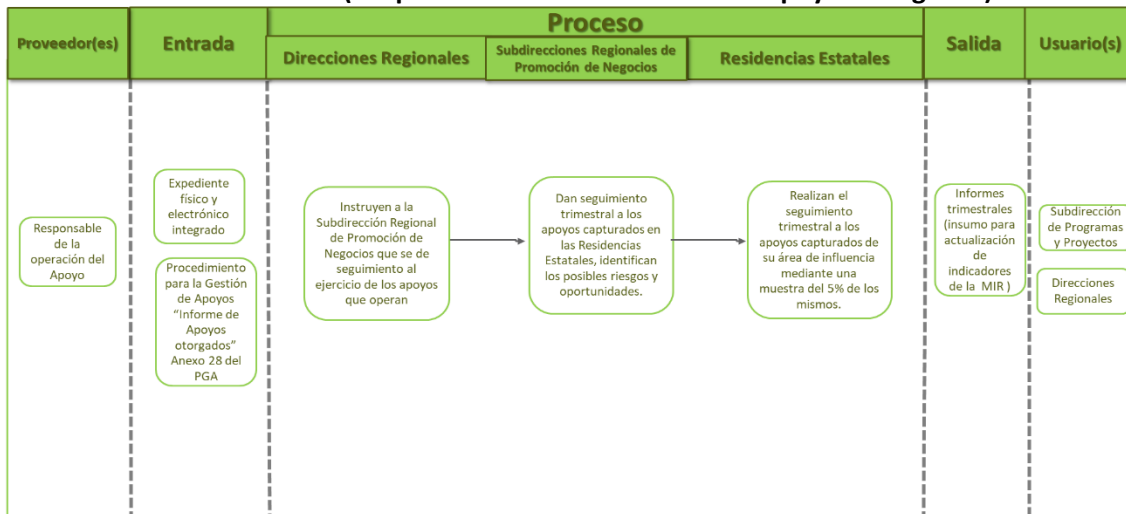 Proceso
Proveedor(es)
Entrada
Direcciones Regionales
Subdirecciones Regionales de
Promoción de Negocios
Residencias Estatales
Salida
Usuario(s)
Responsable
de la
operación del
Apoyo
Expediente
físico y
electrónico
integrado
Procedimiento
para la Gestión
de Apoyos
“Informe de
Apoyos
otorgados”
Anexo 28 del
PGA
Instruyen a la
Subdirección Regional
de Promoción de
Negocios que se de
seguimiento al
ejercicio de los apoyos
que operan
Dan seguimiento
trimestral a los
apoyos capturados en
las Residencias
Estatales, identifican
los posibles riesgos y
oportunidades.
Realizan el
seguimiento
trimestral a los
apoyos capturados de
su área de influencia
mediante una
muestra del 5% de los
mismos.
Informes
trimestrales
(insumo para
actualización
de
indicadores
de la MIR )
Subdirección
de Programas
y Proyectos
Direcciones
Regionales